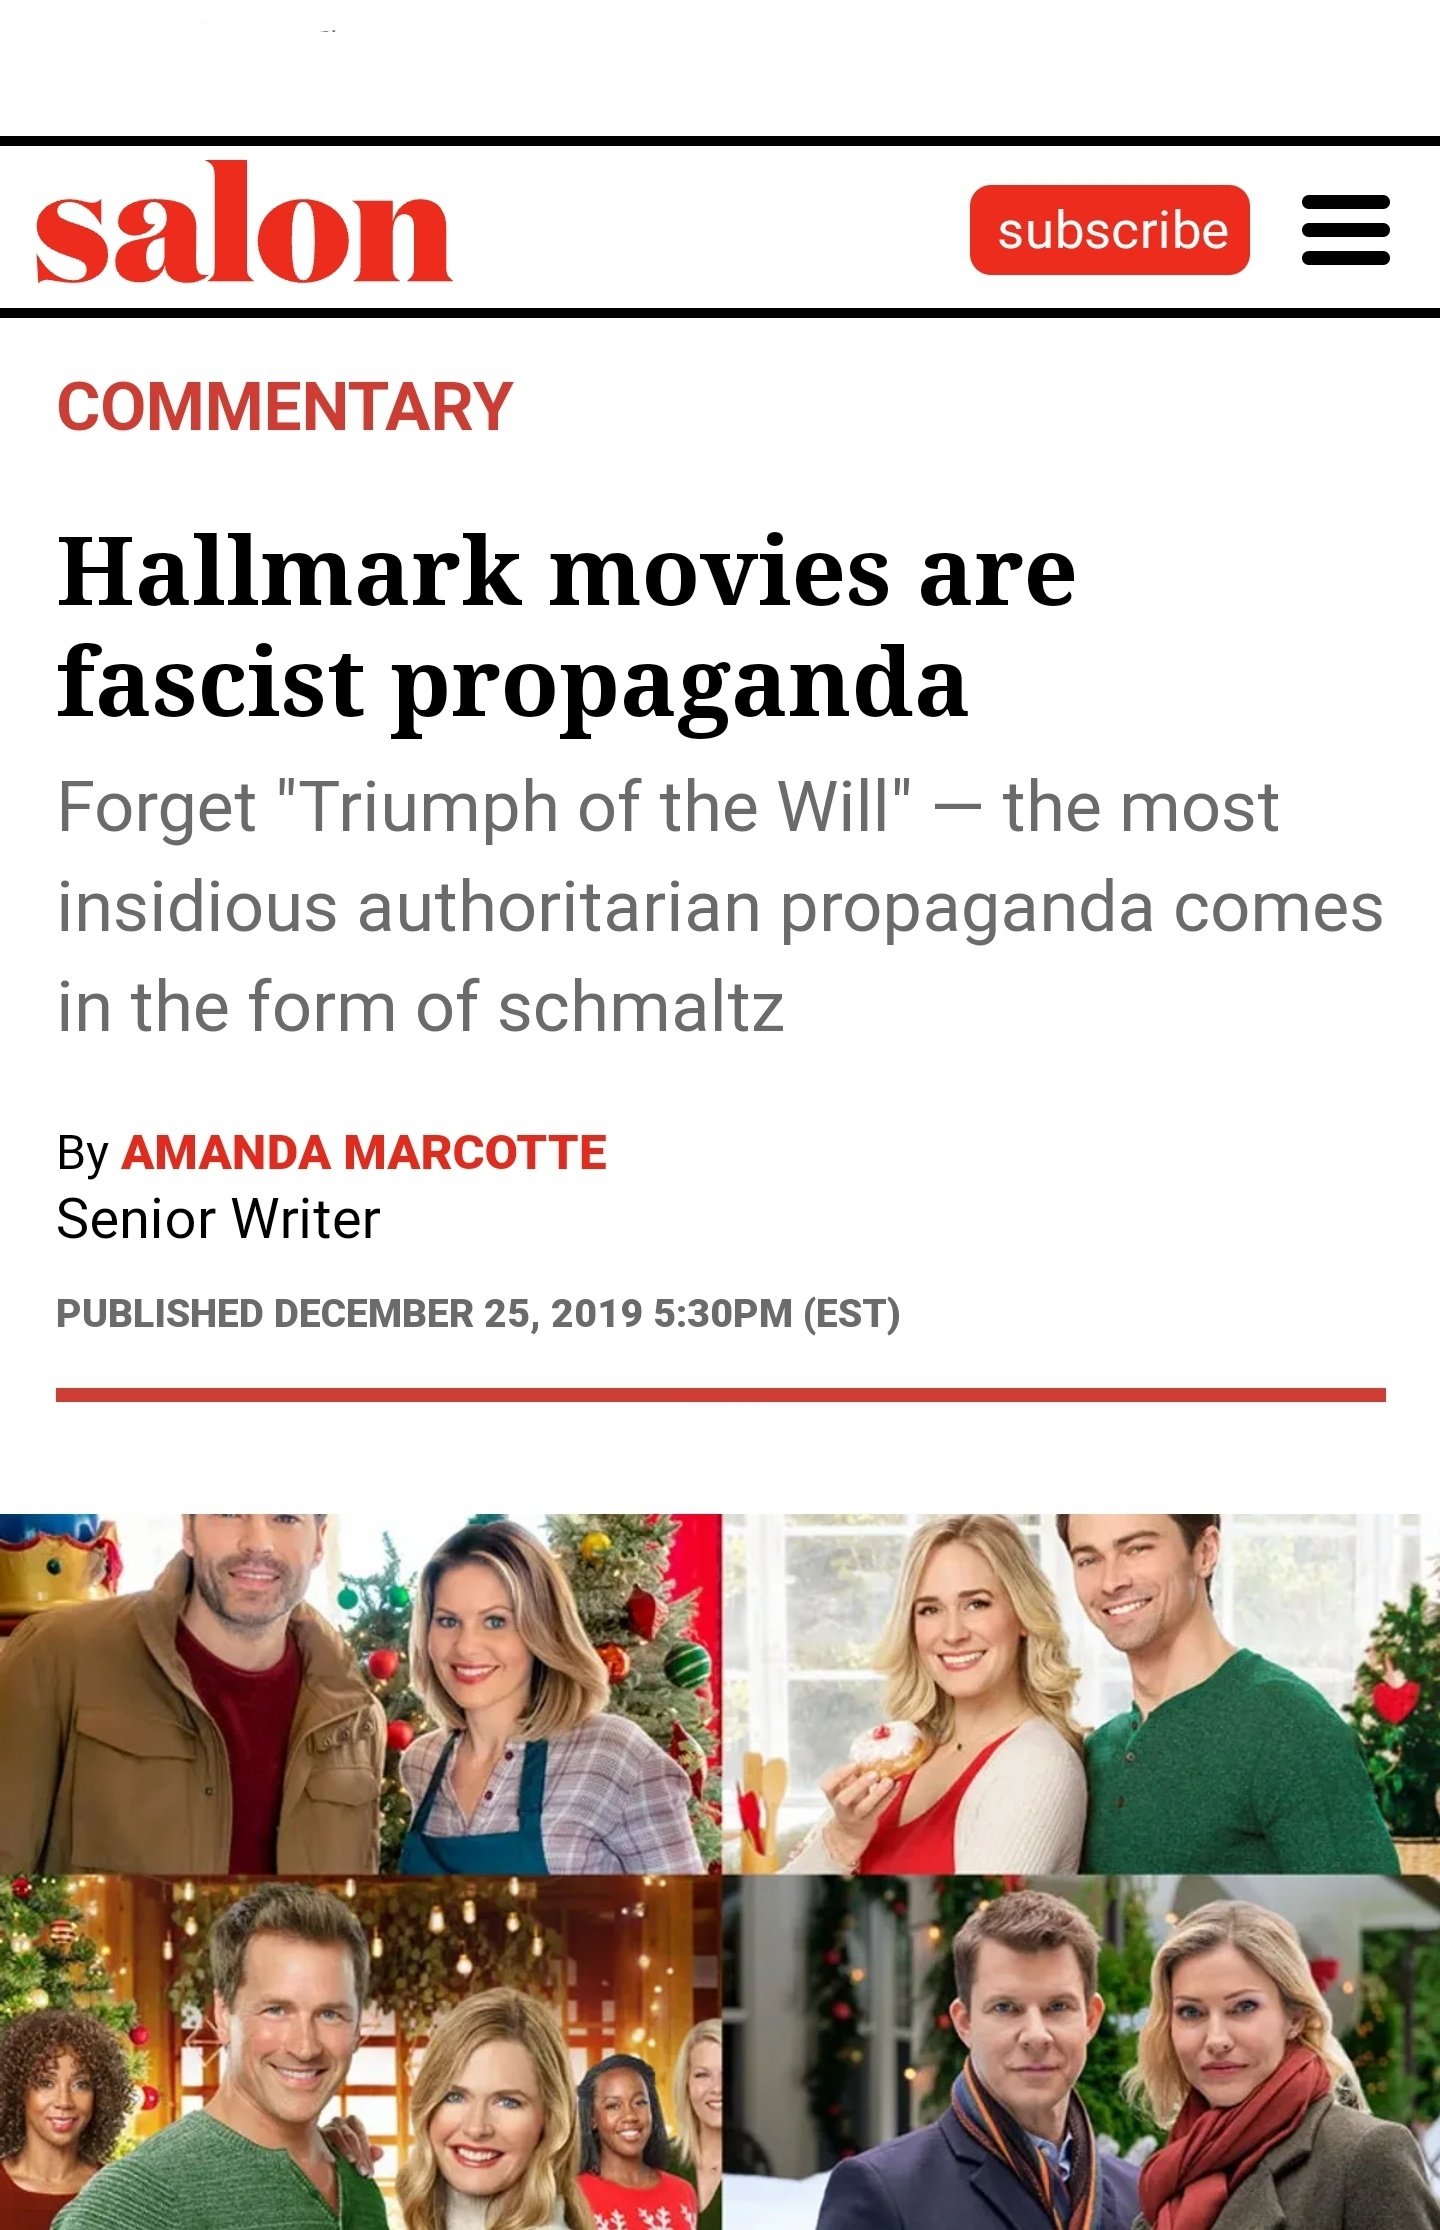 salon
subscribe
COMMENTARY
Hallmark movies are
fascist propaganda
Forget "Triumph of the Will" — the most
insidious authoritarian propaganda comes
in the form of schmaltz
By AMANDA MARCOTTE
Senior Writer
PUBLISHED DECEMBER 25, 2019 5:30PM (EST)